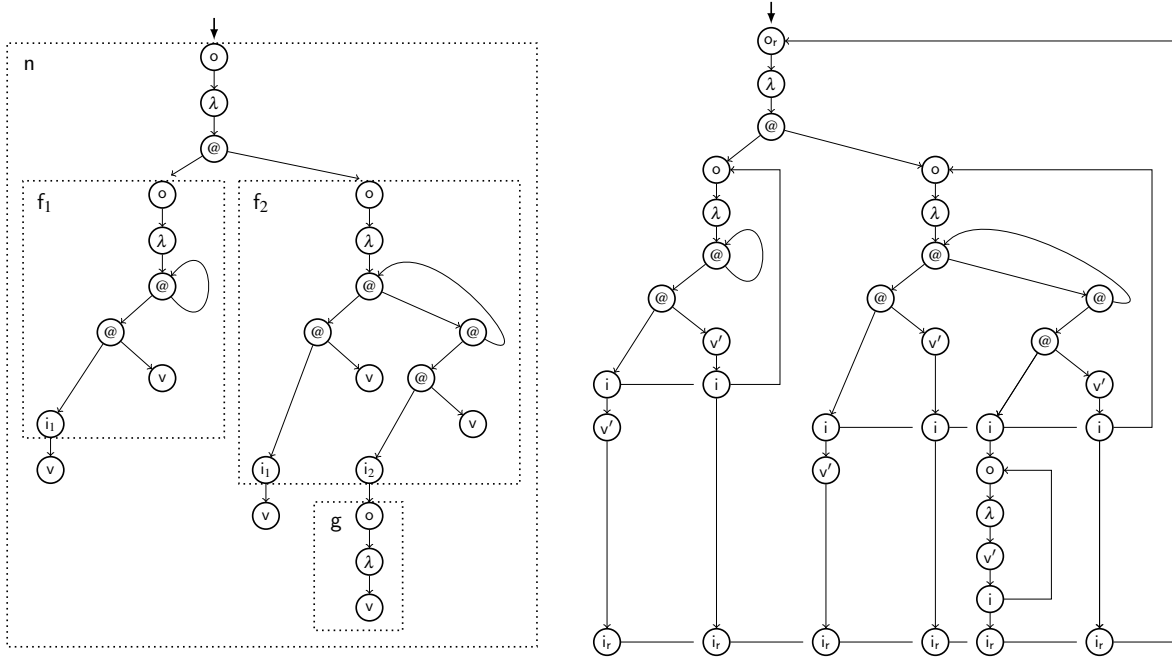 o
n
λ
@
o o
f₁ f₂
λ λ
@ @
@ @ @
v v @
i₁ v
v i₁ i₂
v g o
λ
v
oᵣ
λ
@
o o
λ λ
@ @
@ @ @
v′ v′ @
i i v′
v′ i i i i
v′ o
λ
v′
i
iᵣ iᵣ iᵣ iᵣ iᵣ iᵣ